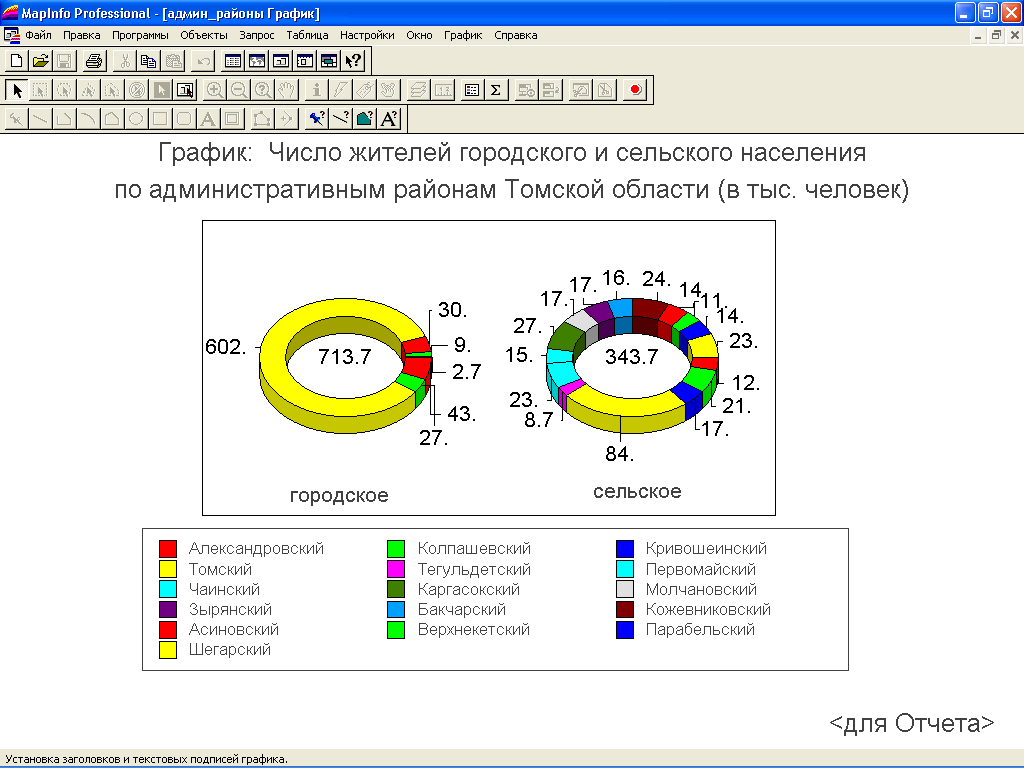 MapInfo Professional - [админ_районы График]
Файл Правка Программы Объекты Запрос Таблица Настройки Окно График Справка
График: Число жителей городского и сельского населения
по административным районам Томской области (в тыс. человек)
602.
713.7
30.
9.
2.7
43.
27.
городское
17.
17.
16.
24.
14.
11.
14.
27.
23.
15.
343.7
12.
23.
21.
8.7
17.
84.
сельское
Александровский
Колпашевский
Кривошеинский
Томский
Тегульдетский
Первомайский
Чаинский
Каргасокский
Молчановский
Зырянский
Бакчарский
Кожевниковский
Асиновский
Верхнекетский
Парабельский
Шегарский
<для Отчета>
Установка заголовков и текстовых подписей графика.